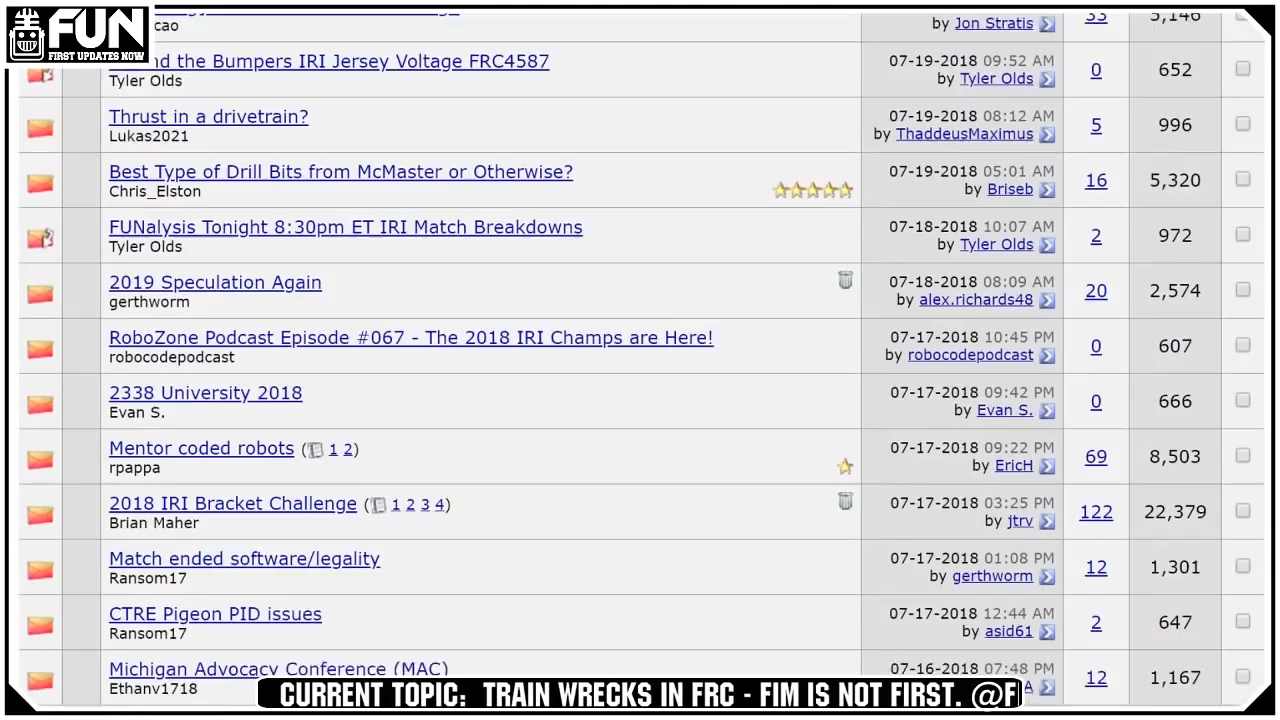 FUN
FIRST UPDATES NOW
cao
by Jon Stratis
33
5,146
nd the Bumpers IRI Jersey Voltage FRC4587
Tyler Olds
07-19-2018 09:52 AM
by Tyler Olds
0
652
Thrust in a drivetrain?
Lukas2021
07-19-2018 08:12 AM
by ThaddeusMaximus
5
996
Best Type of Drill Bits from McMaster or Otherwise?
Chris_Elston
07-19-2018 05:01 AM
by Briseb
16
5,320
FUNalysis Tonight 8:30pm ET IRI Match Breakdowns
Tyler Olds
07-18-2018 10:07 AM
by Tyler Olds
2
972
2019 Speculation Again
gerthworm
07-18-2018 08:09 AM
by alex.richards48
20
2,574
RoboZone Podcast Episode #067 - The 2018 IRI Champs are Here!
robocodepodcast
07-17-2018 10:45 PM
by robocodepodcast
0
607
2338 University 2018
Evan S.
07-17-2018 09:42 PM
by Evan S.
0
666
Mentor coded robots ( 1 2)
rpappa
07-17-2018 09:22 PM
by EricH
69
8,503
2018 IRI Bracket Challenge ( 1 2 3 4)
Brian Maher
07-17-2018 03:25 PM
by jtrv
122
22,379
Match ended software/legality
Ransom17
07-17-2018 01:08 PM
by gerthworm
12
1,301
CTRE Pigeon PID issues
Ransom17
07-17-2018 12:44 AM
by asid61
2
647
Michigan Advocacy Conference (MAC)
Ethanv1718
07-16-2018 07:48 PM
A
12
1,167
CURRENT TOPIC: TRAIN WRECKS IN FRC - FIM IS NOT FIRST. @F